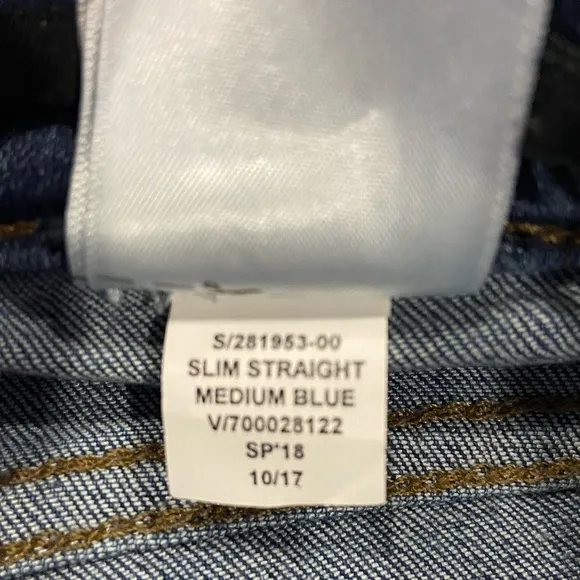 S/281953-00
SLIM STRAIGHT
MEDIUM BLUE
V/700028122
SP'18
10/17